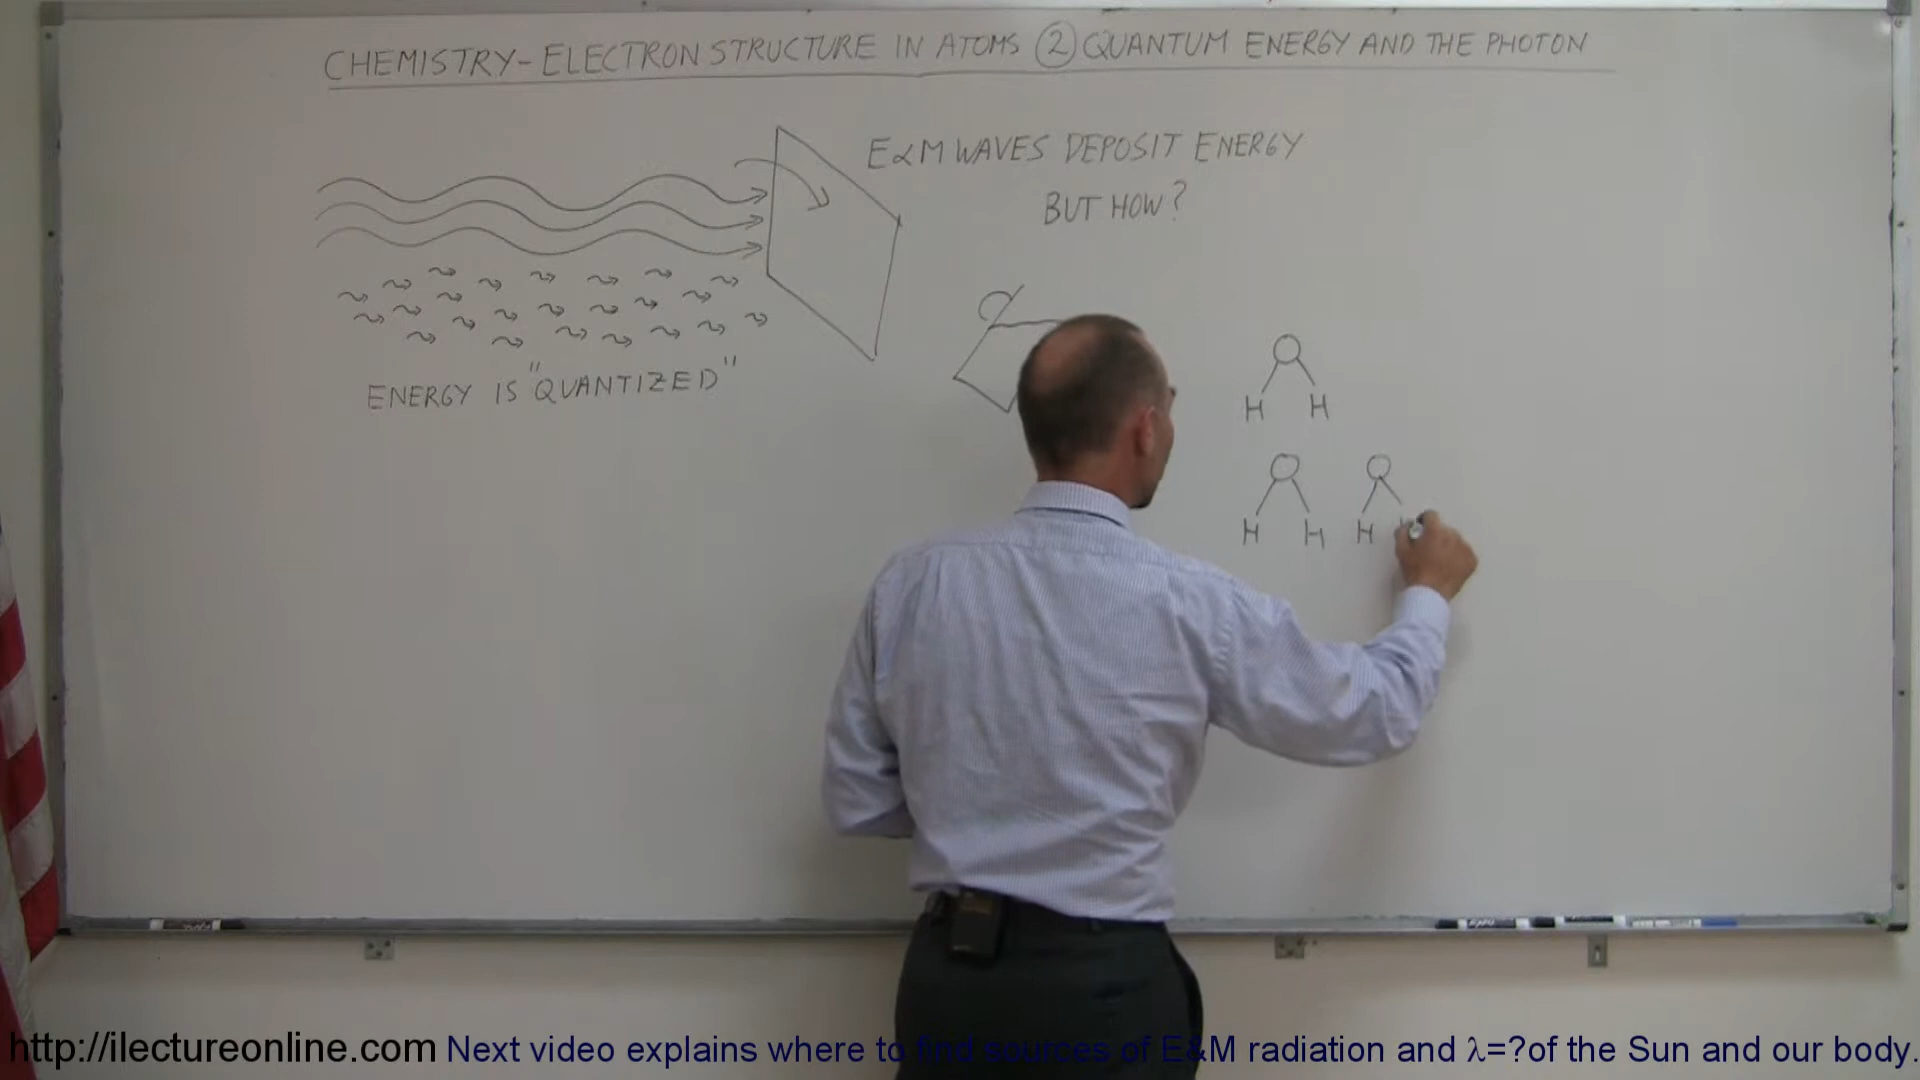 CHEMISTRY-ELECTRON STRUCTURE IN ATOMS ② QUANTUM ENERGY AND THE PHOTON
E&M WAVES DEPOSIT ENERGY
BUT HOW?
ENERGY IS "QUANTIZED"
O
H H
O O
H H H
http://ilectureonline.com Next video explains where to find sources of E&M radiation and λ=?of the Sun and our body.